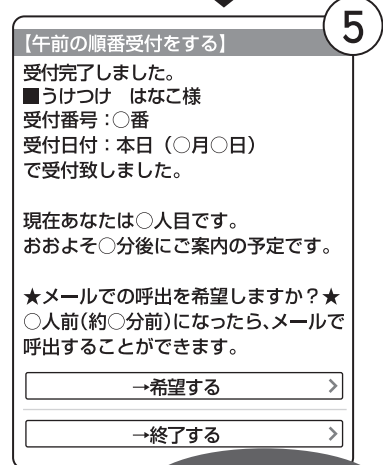 ⑤
【午前の順番受付をする】
受付完了しました。
■うけつけ　はなこ様
受付番号：○番
受付日付：本日（○月○日）
で受付致しました。
現在あなたは○人目です。
おおよそ○分後にご案内の予定です。
★メールでの呼出を希望しますか？★
○人前(約○分前)になったら、メールで
呼出することができます。
→希望する
→終了する